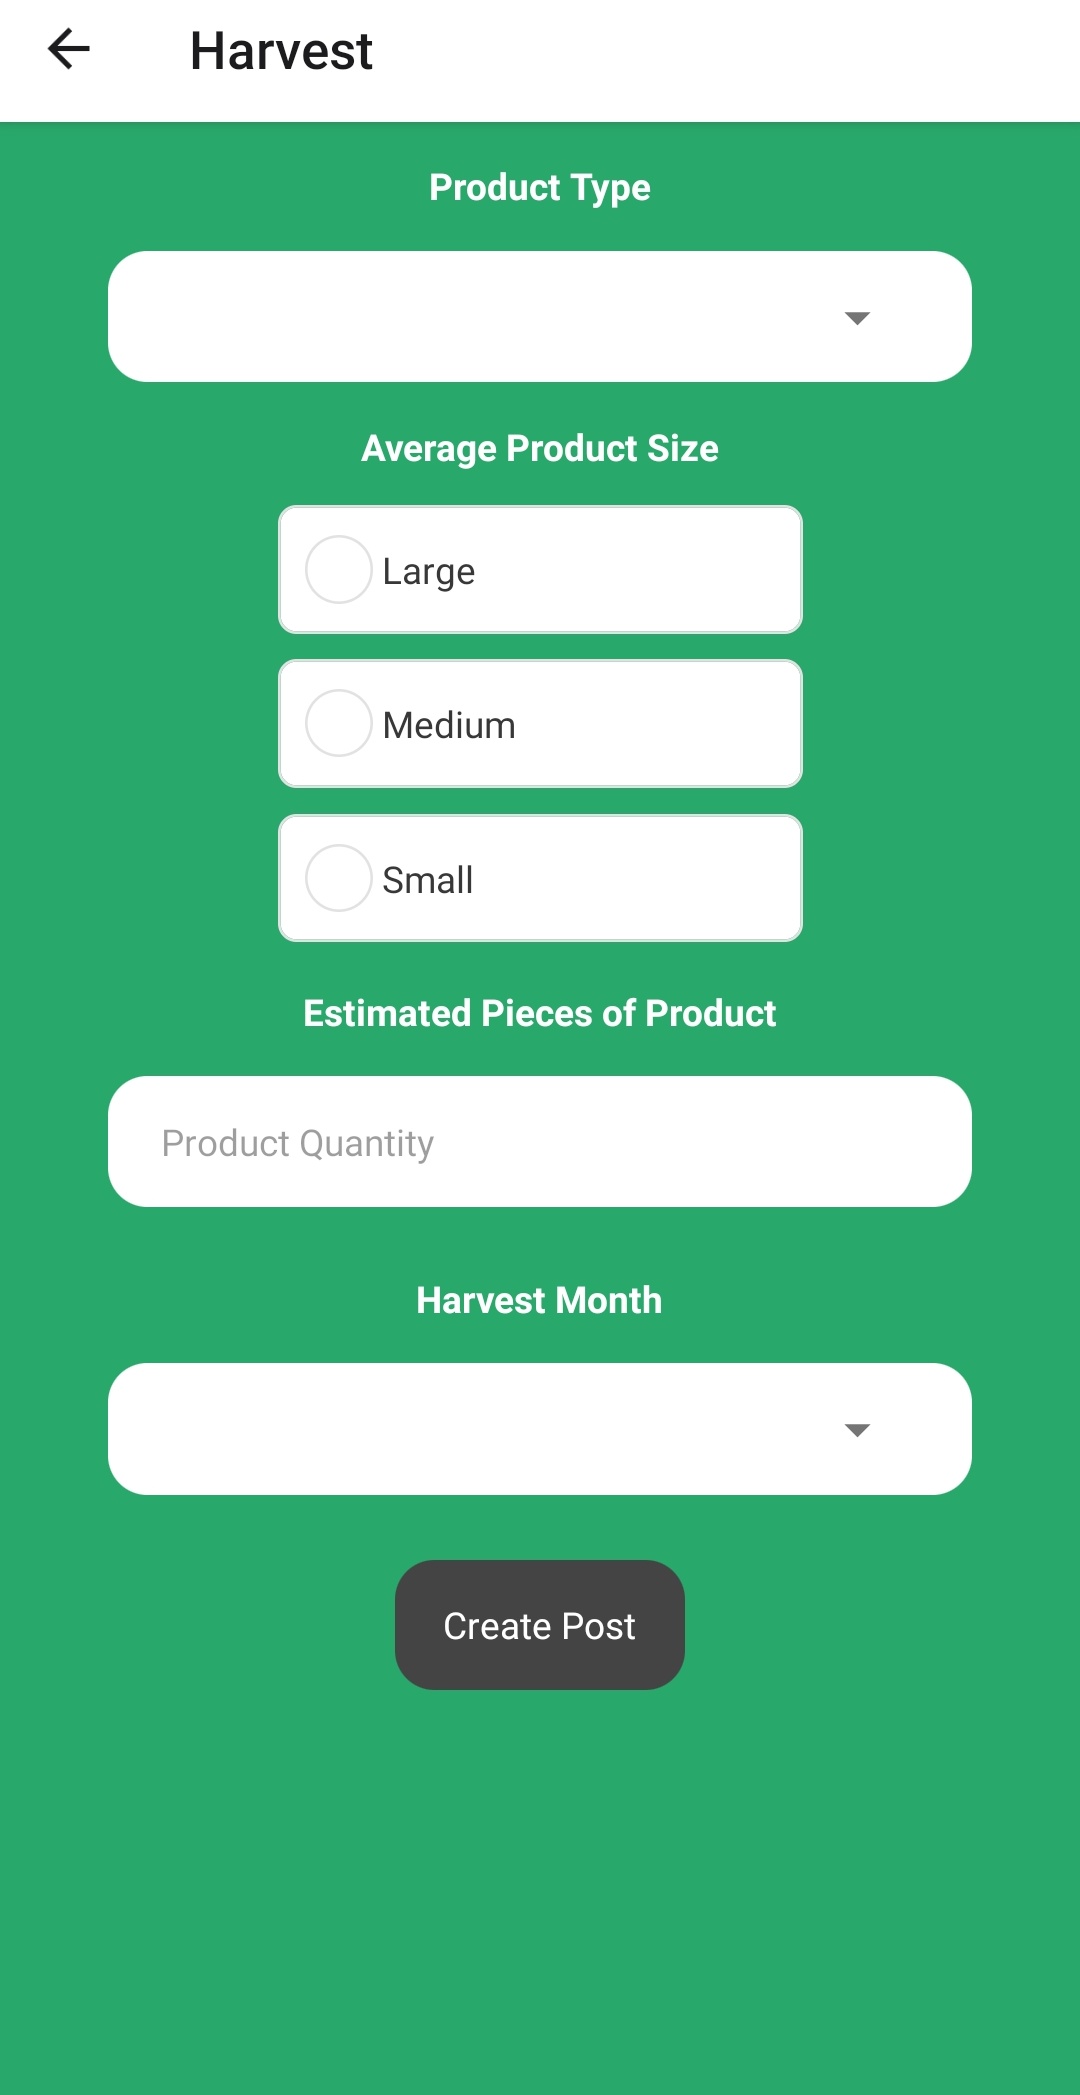 Harvest
Product Type
Average Product Size
Large
Medium
Small
Estimated Pieces of Product
Product Quantity
Harvest Month
Create Post